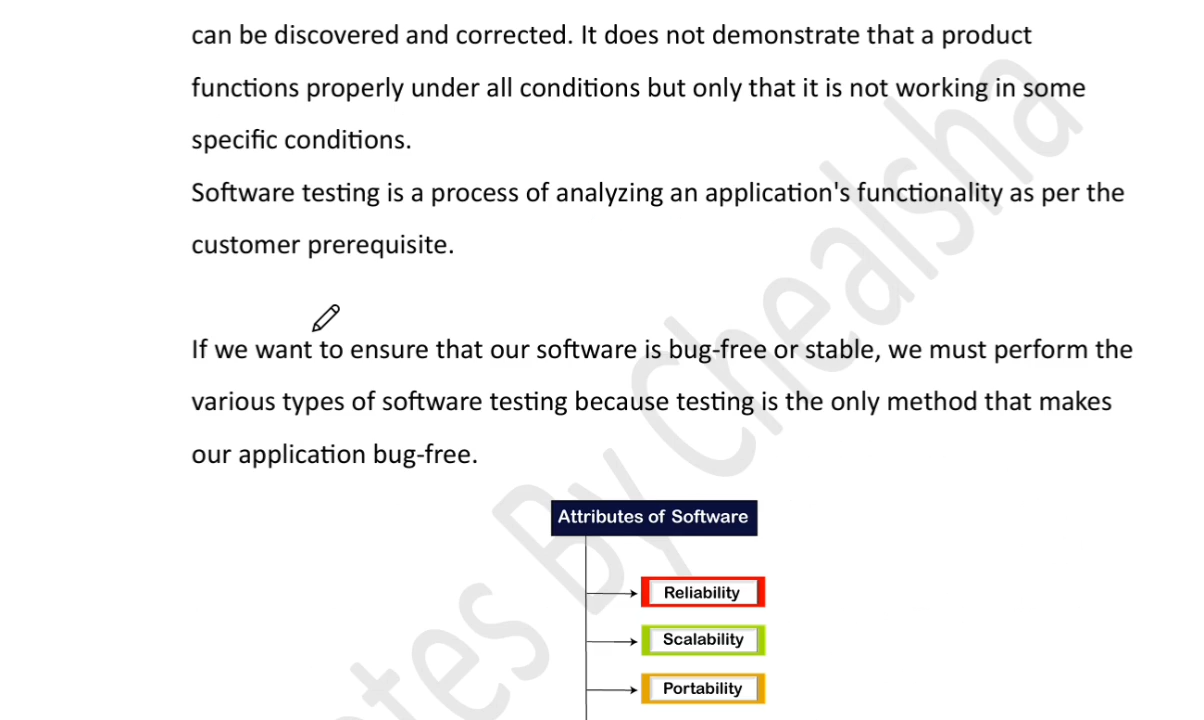 can be discovered and corrected. It does not demonstrate that a product
functions properly under all conditions but only that it is not working in some
specific conditions.
Software testing is a process of analyzing an application's functionality as per the
customer prerequisite.
If we want to ensure that our software is bug-free or stable, we must perform the
various types of software testing because testing is the only method that makes
our application bug-free.
Attributes of Software
Reliability
Scalability
Portability
tes By Chealsha